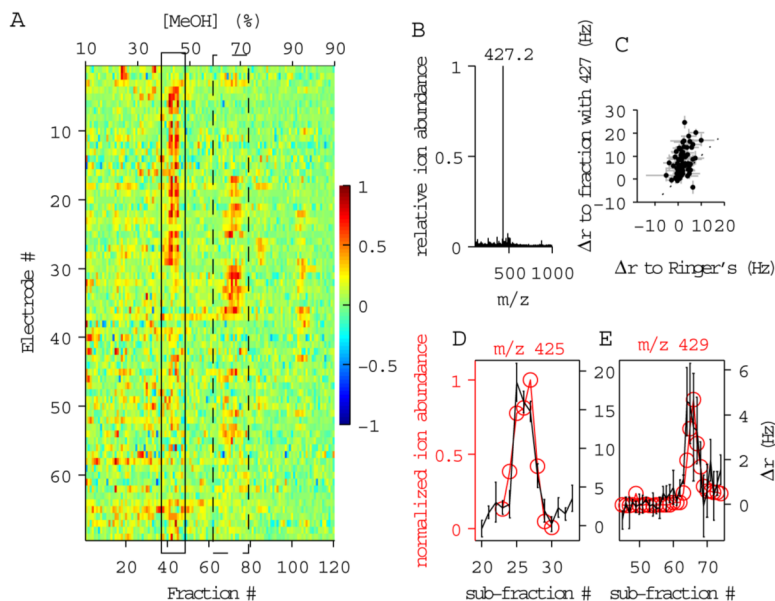 A
[MeOH] (%)
10 30 50 70 90 90
10
20
30
40
50
60
Electrode #
20 40 60 80 100 120
Fraction #
1
0.5
0
−0.5
−1
B
427.2
relative ion abundance
1
0.5
0
500 1000
m/z
C
Δr to fraction with 427 (Hz)
30
20
10
0
−10
−10 0 10 20
Δr to Ringer's (Hz)
D
m/z 425
normalized ion abundance
1
0.5
0
15
10
5
0
20 25 30
sub-fraction #
E
m/z 429
20
15
10
5
0
6
4
2
0
Δr (Hz)
50 60 70
sub-fraction #